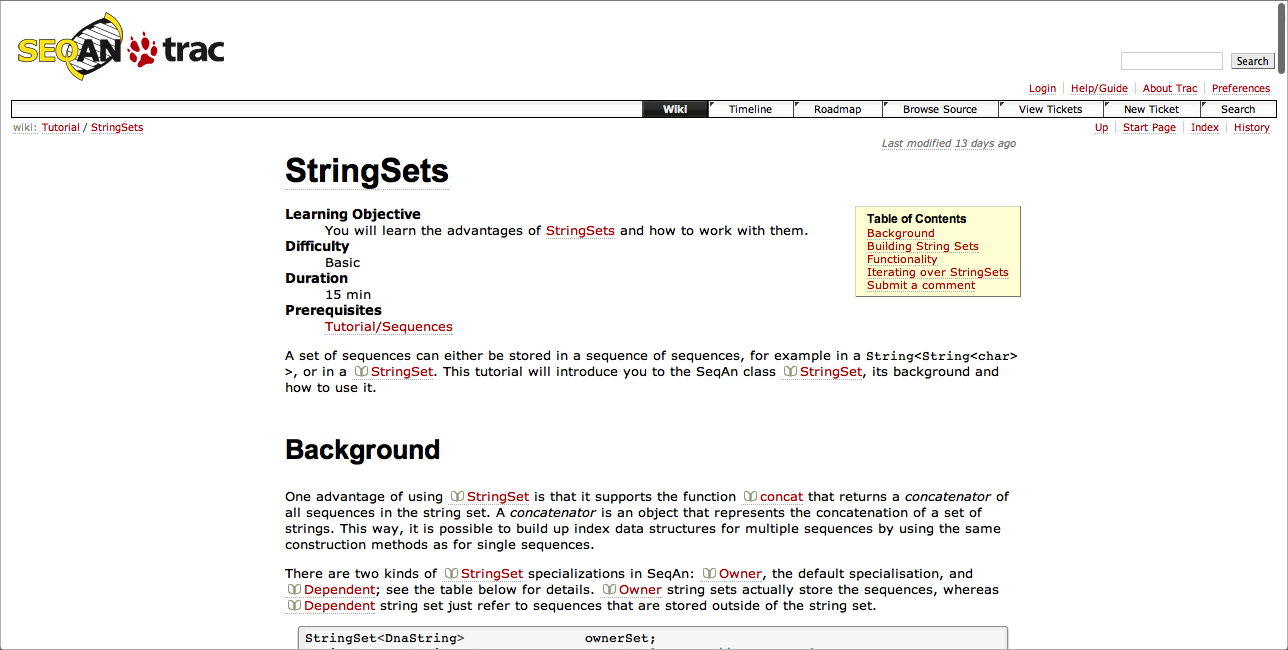 SEQAN trac
Search
Login Help/Guide About Trac Preferences
Wiki Timeline Roadmap Browse Source View Tickets New Ticket Search
wiki: Tutorial / StringSets Up Start Page Index History
Last modified 13 days ago
StringSets
Learning Objective
You will learn the advantages of StringSets and how to work with them.
Difficulty
Basic
Duration
15 min
Prerequisites
Tutorial/Sequences
Table of Contents
Background
Building String Sets
Functionality
Iterating over StringSets
Submit a comment
A set of sequences can either be stored in a sequence of sequences, for example in a String<String<char>
>, or in a StringSet. This tutorial will introduce you to the SeqAn class StringSet, its background and
how to use it.
Background
One advantage of using StringSet is that it supports the function concat that returns a concatenator of
all sequences in the string set. A concatenator is an object that represents the concatenation of a set of
strings. This way, it is possible to build up index data structures for multiple sequences by using the same
construction methods as for single sequences.
There are two kinds of StringSet specializations in SeqAn: Owner, the default specialisation, and
Dependent; see the table below for details. Owner string sets actually store the sequences, whereas
Dependent string set just refer to sequences that are stored outside of the string set.
StringSet<DnaString> ownerSet;